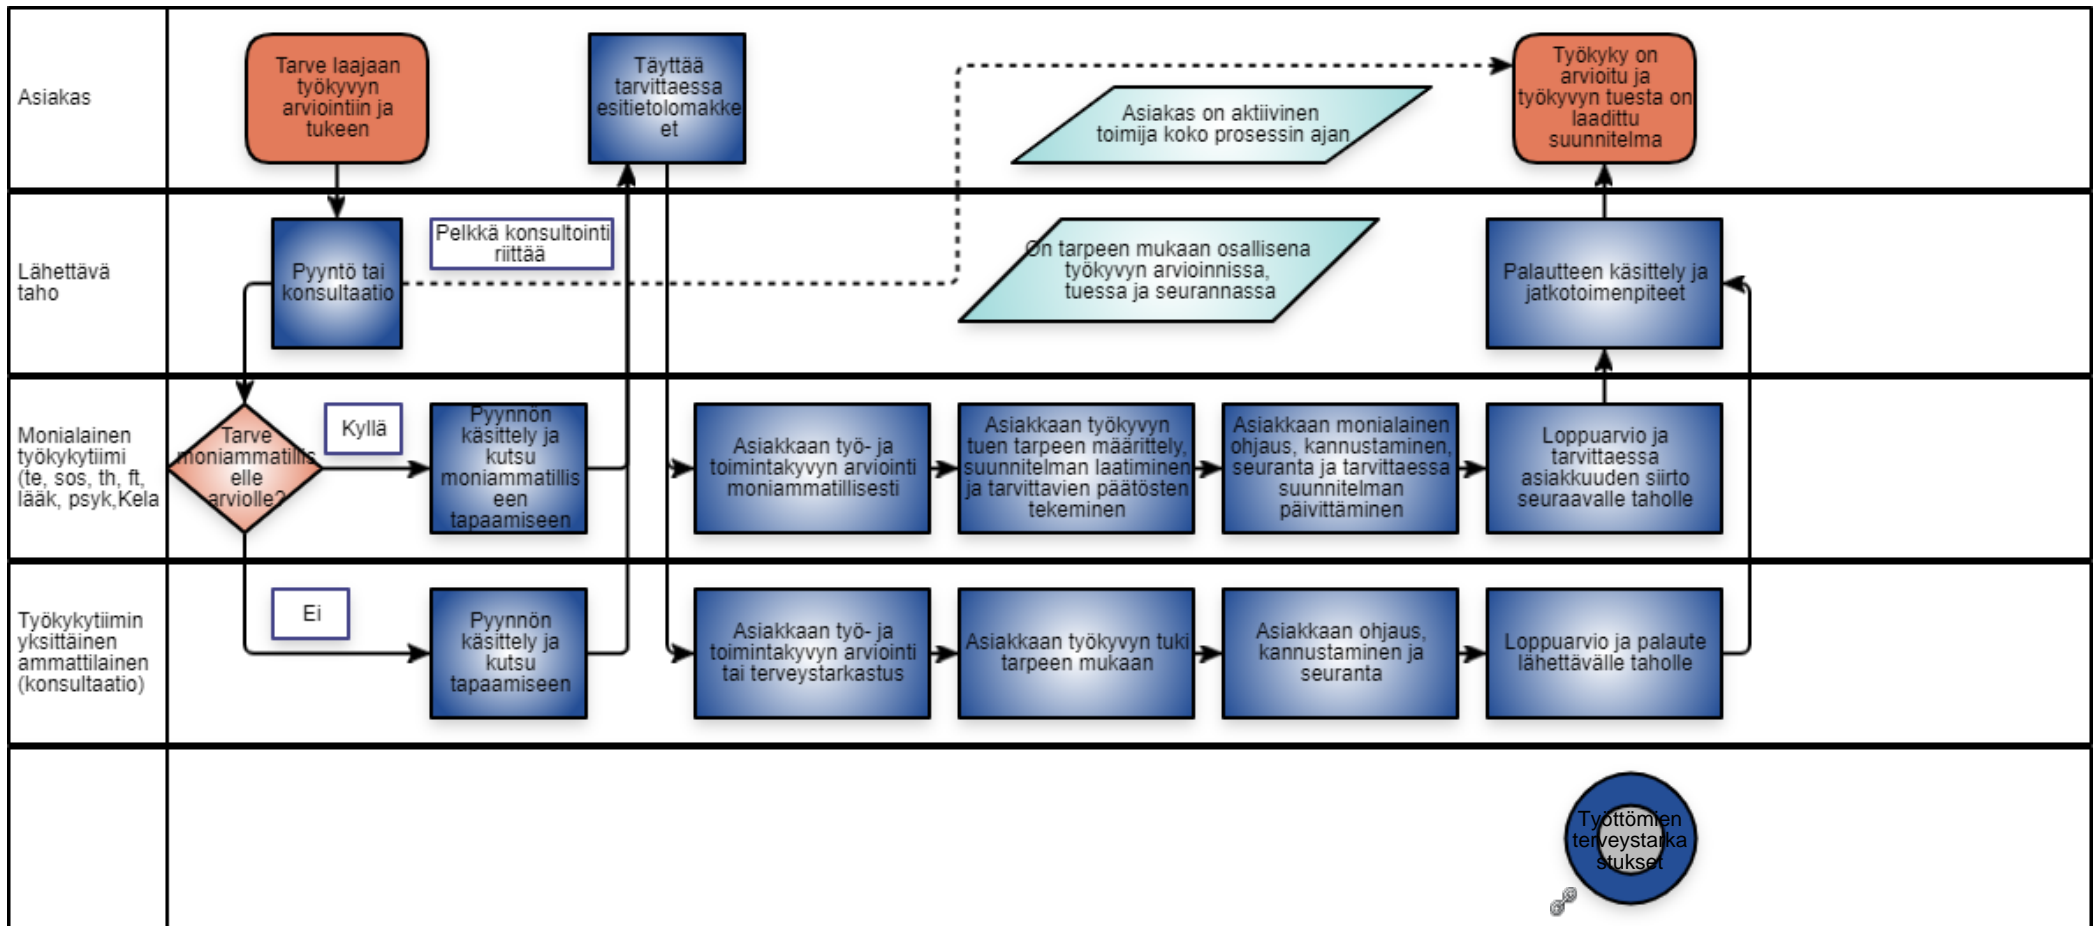 Asiakas
Tarve laajaan
työkyvyn
arviointiin ja
tukeen
Täyttää
tarvittaessa
esitietolomakke
et
Asiakas on aktiivinen
toimija koko prosessin ajan
Työkyky on
arvioitu ja
työkyvyn tuesta on
laadittu
suunnitelma
Lähettävä
taho
Pyyntö tai
konsultaatio
Pelkkä konsultointi
riittää
On tarpeen mukaan osallisena
työkyvyn arvioinnissa,
tuessa ja seurannassa
Palautteen käsittely ja
jatkotoimenpiteet
Monialainen
työkykytiimi
(te, sos, th, ft,
lääk, psyk,Kela
Tarve
moniammatillis
elle
arviolle?
Kyllä
Pyynnön
käsittely ja
kutsu
moniammatillis
een
tapaamiseen
Asiakkaan työ- ja
toimintakyvyn arviointi
moniammatillisesti
Asiakkaan työkyvyn
tuen tarpeen määrittely,
suunnitelman laatiminen
ja tarvittavien päätösten
tekeminen
Asiakkaan monialainen
ohjaus, kannustaminen,
seuranta ja tarvittaessa
suunnitelman
päivittäminen
Loppuarvio ja
tarvittaessa
asiakkuuden siirto
seuraavalle taholle
Työkykytiimin
yksittäinen
ammattilainen
(konsultaatio)
Ei
Pyynnön
käsittely ja
kutsu
tapaamiseen
Asiakkaan työ- ja
toimintakyvyn arviointi
tai terveystarkastus
Asiakkaan työkyvyn tuki
tarpeen mukaan
Asiakkaan ohjaus,
kannustaminen ja
seuranta
Loppuarvio ja palaute
lähettävälle taholle
Työttömien
terveystarka
stukset